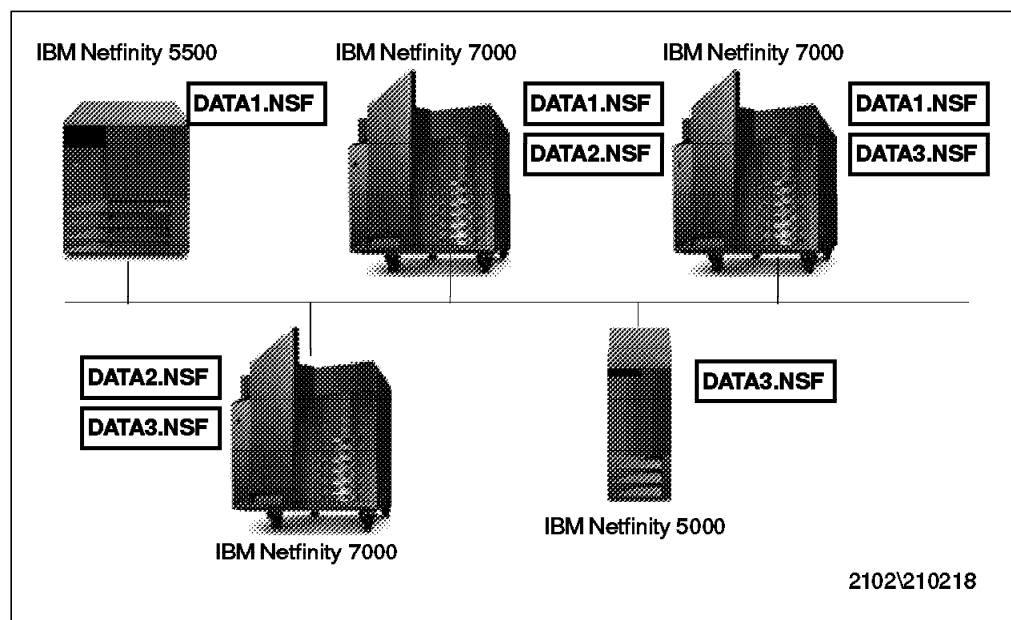 IBM Netfinity 5500
DATA1.NSF
IBM Netfinity 7000
DATA1.NSF
DATA2.NSF
IBM Netfinity 7000
DATA1.NSF
DATA3.NSF
DATA2.NSF
DATA3.NSF
IBM Netfinity 7000
DATA3.NSF
IBM Netfinity 5000
2102\210218